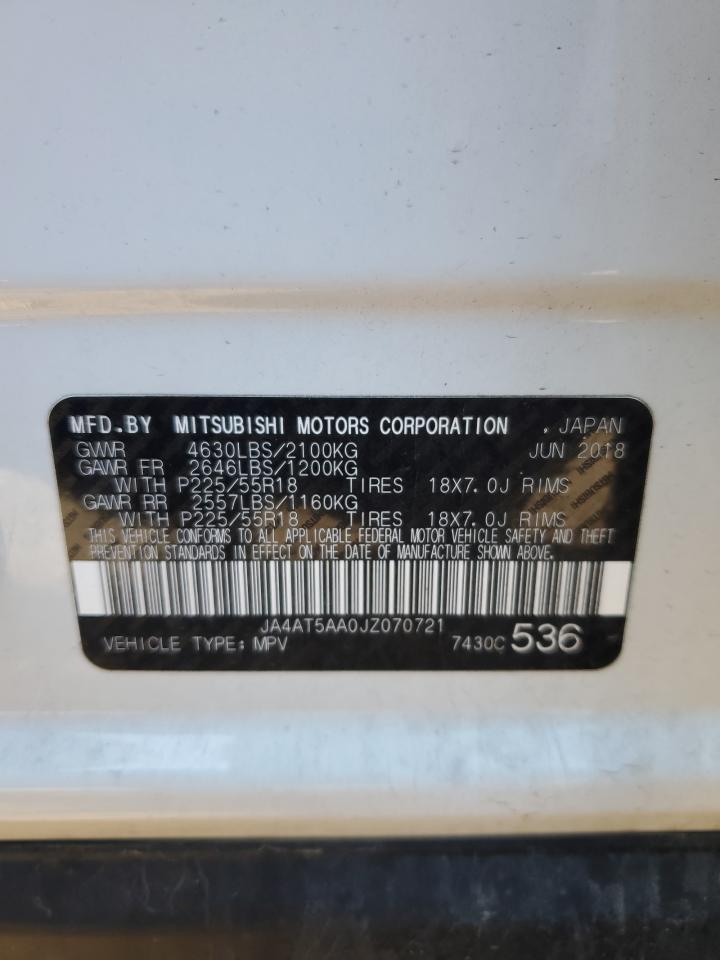 MFD.BY MITSUBISHI MOTORS CORPORATION , JAPAN
GVWR 4630LBS/2100KG JUN 2018
GAWR FR 2646LBS/1200KG
WITH P225/55R18 TIRES 18X7.0J RIMS
GAWR RR 2557LBS/1160KG
WITH P225/55R18 TIRES 18X7.0J RIMS
THIS VEHICLE CONFORMS TO ALL APPLICABLE FEDERAL MOTOR VEHICLE SAFETY AND THEFT
PREVENTION STANDARDS IN EFFECT ON THE DATE OF MANUFACTURE SHOWN ABOVE.
JA4AT5AA0JZ070721
VEHICLE TYPE: MPV 7430C 536